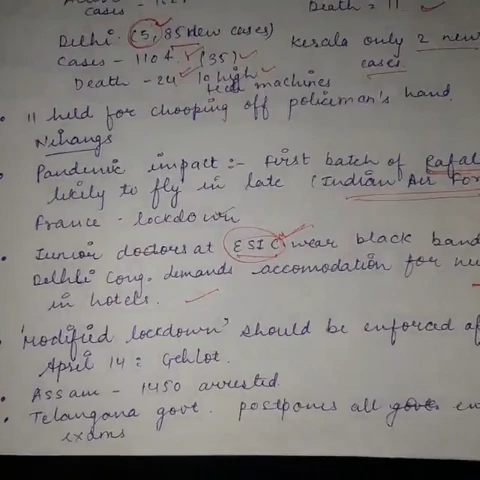 cases - 1
Death = 11
Delhi. (5, 85 new cases)
Kerala only 2 new
cases
Cases - 1104. (35)
Death - 24 10 high
tech machines
11 held for chopping off policeman's hand.
Nihangs
Pandemic impact :- First batch of Rafal
likely to fly in late (Indian Air For
France - lockdown
Junior doctors at ESIC wear black band
Delhi Cong. demands accomodation for nu
in hotels.
'Modified lockdown' should be enforced af
April 14 : Gehlot.
Assam - 1450 arrested.
Telangana govt. postpones all govt en
exams